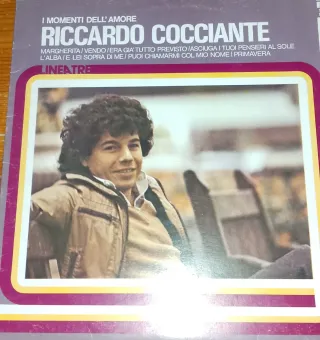 I MOMENTI DELL'AMORE
RICCARDO COCCIANTE
MARGHERITA/VENDO/ERA GIA' TUTTO PREVISTO/ASCIUGA I TUOI PENSIERI AL SOLE
L'ALBA/E LEI SOPRA DI ME/PUOI CHIAMARMI COL MIO NOME/PRIMAVERA
LINEATRE